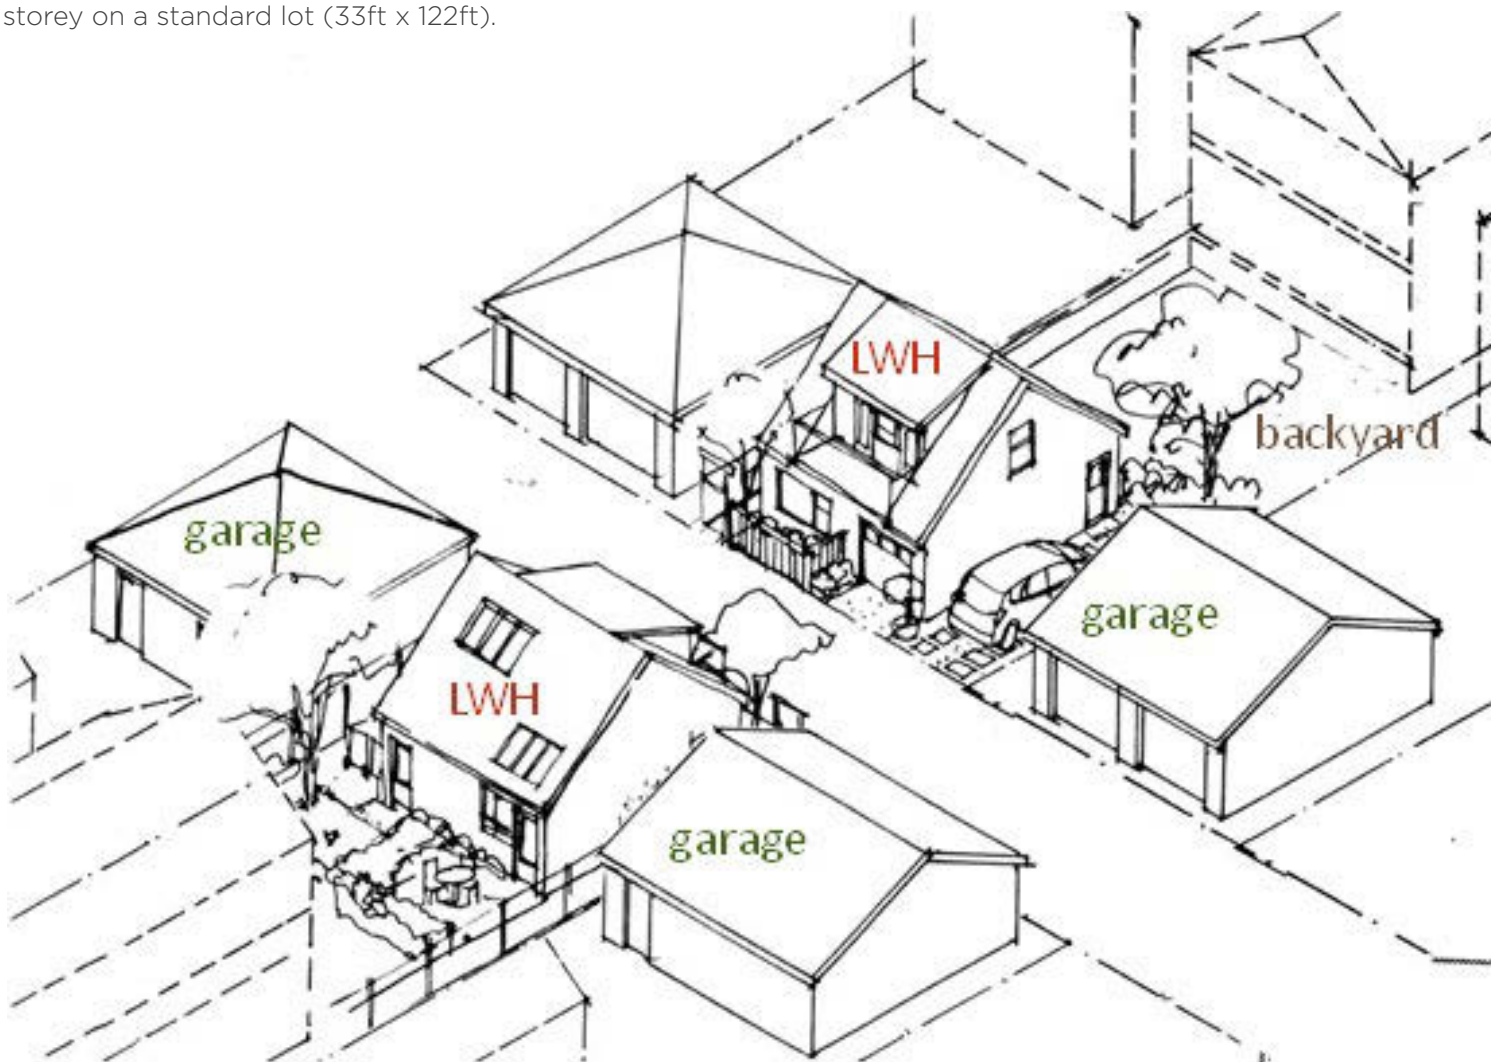 storey on a standard lot (33ft x 122ft).
LWH
backyard
garage
garage
LWH
garage